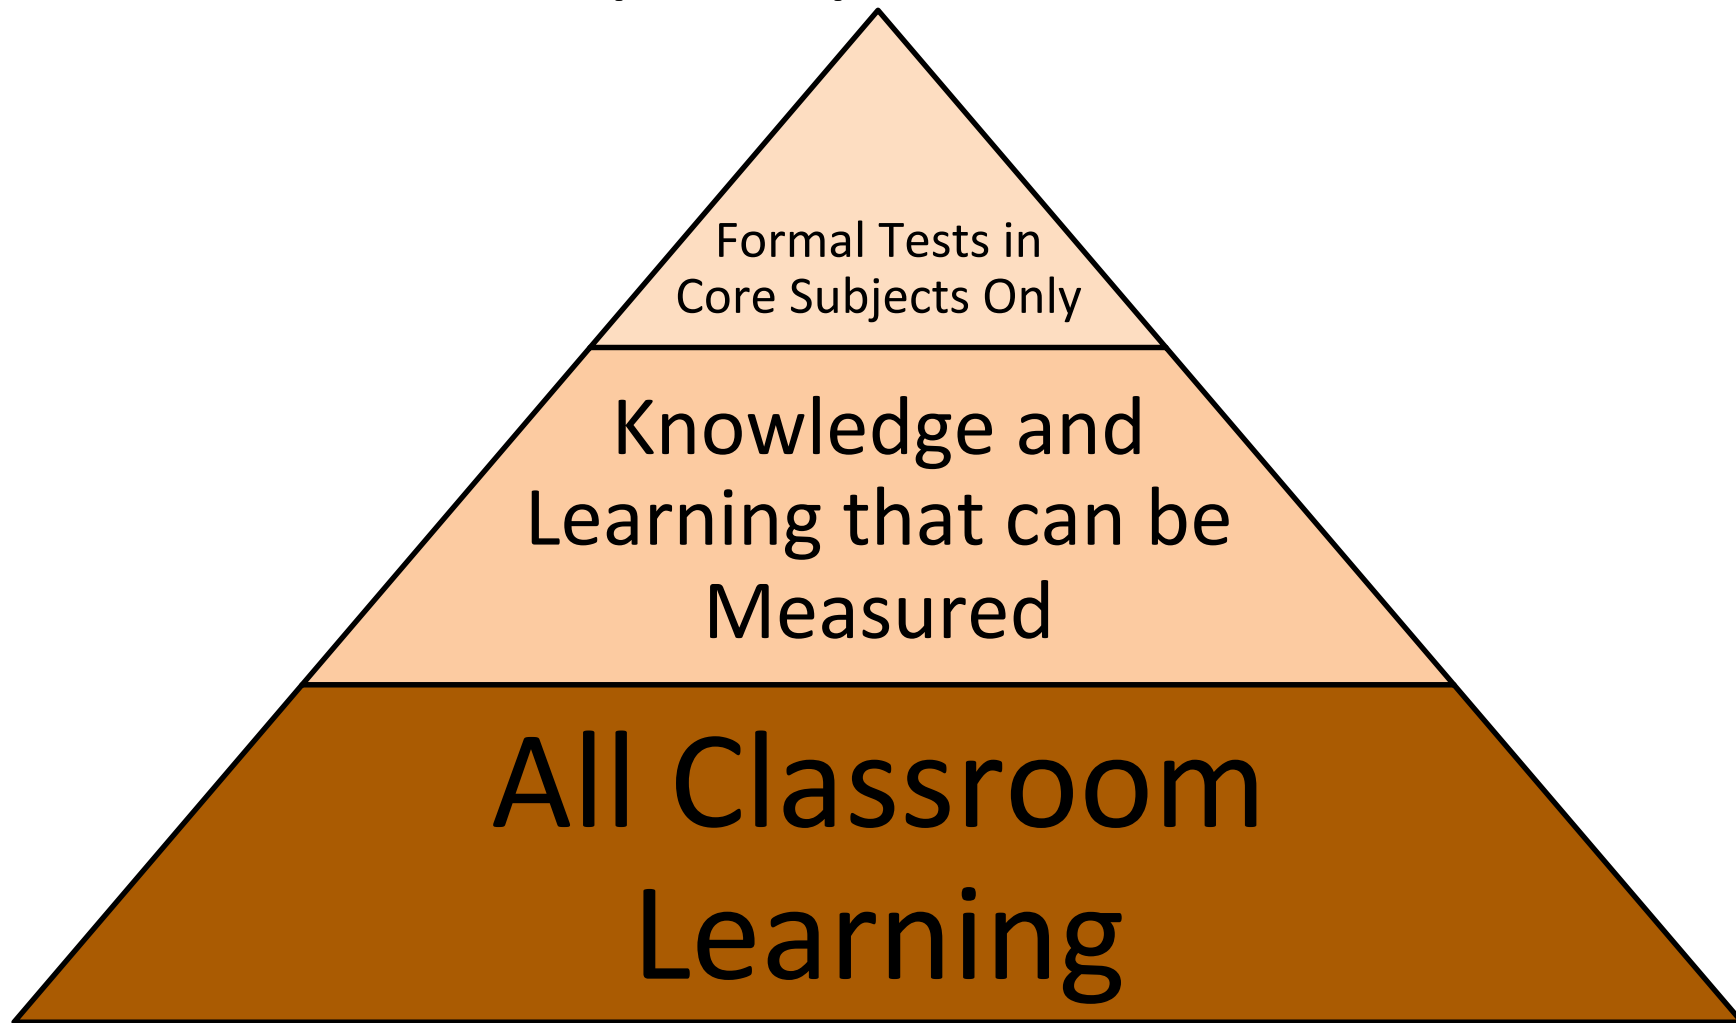 Formal Tests in
Core Subjects Only
Knowledge and
Learning that can be
Measured
All Classroom
Learning